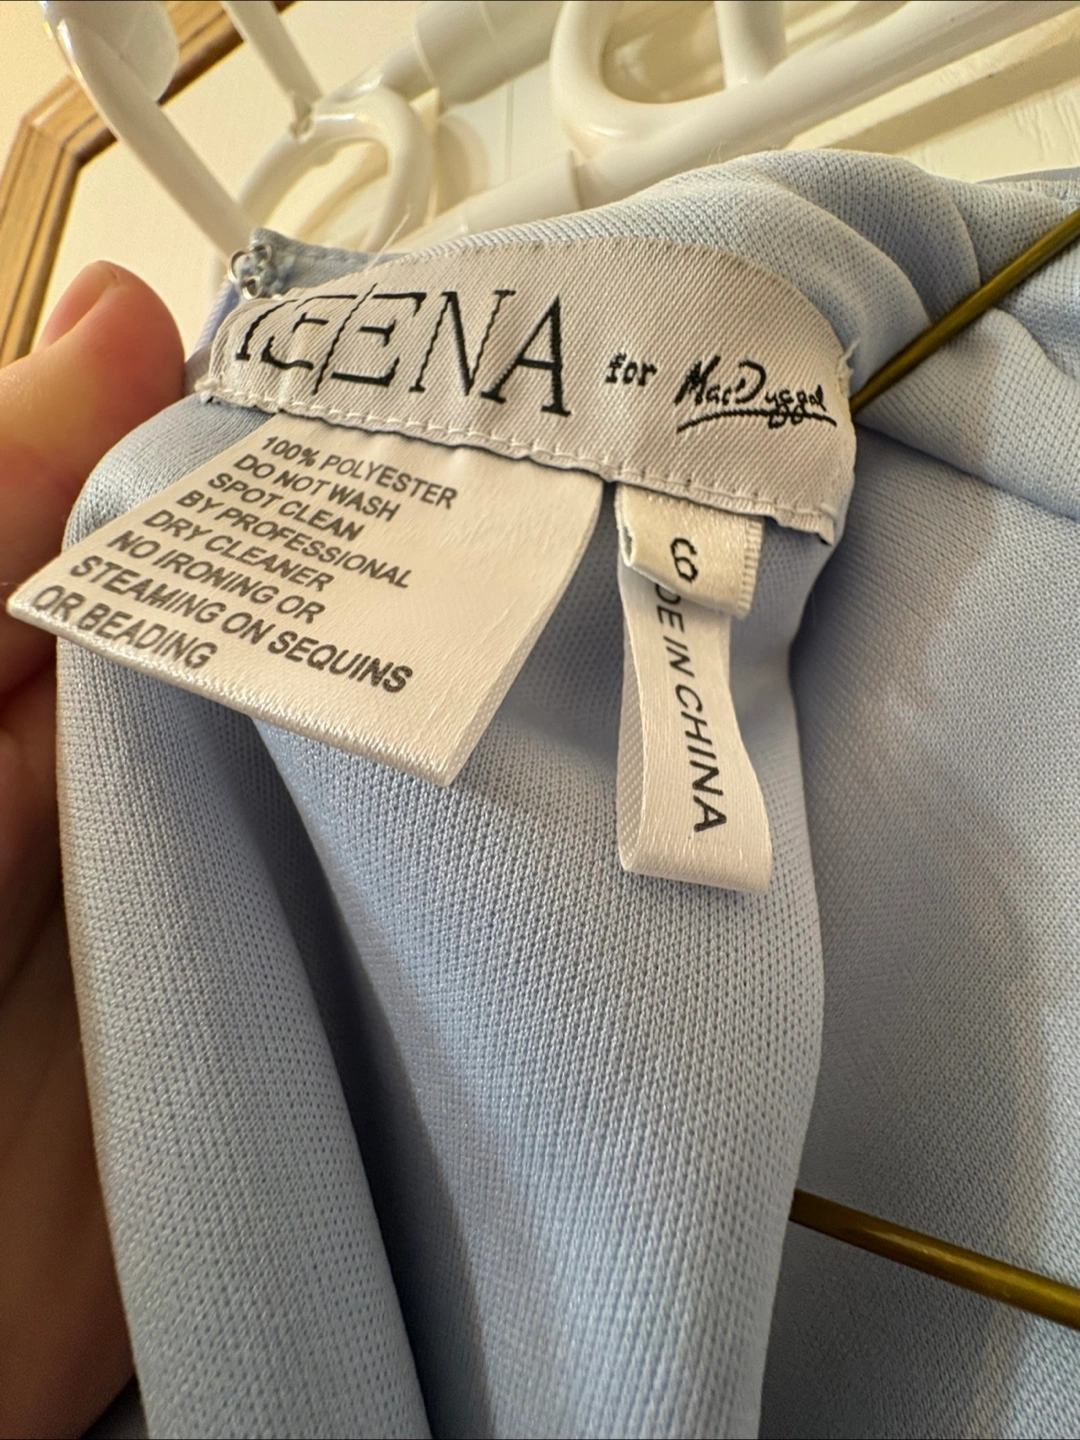 IEENA for MacDuggal
100% POLYESTER
DO NOT WASH
SPOT CLEAN
BY PROFESSIONAL
DRY CLEANER
NO IRONING OR
STEAMING ON SEQUINS
OR BEADING
6
DE IN CHINA